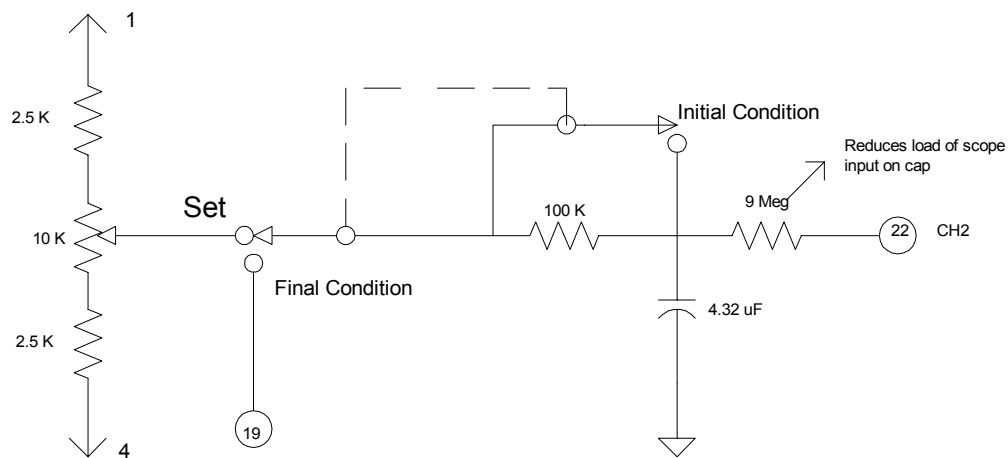 1
2.5 K
Initial Condition
Reduces load of scope
input on cap
Set
100 K
9 Meg
10 K
22
CH2
Final Condition
4.32 uF
2.5 K
19
4